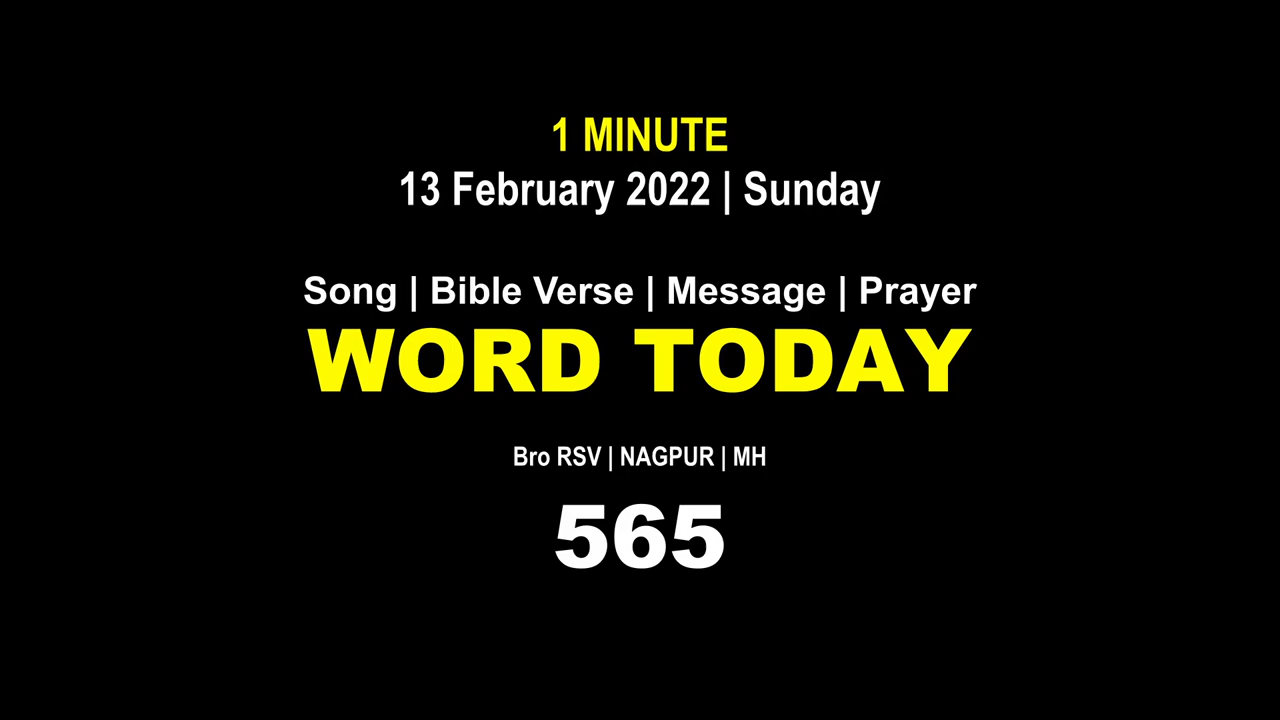 1 MINUTE
13 February 2022 | Sunday
Song | Bible Verse | Message | Prayer
WORD TODAY
Bro RSV | NAGPUR | MH
565